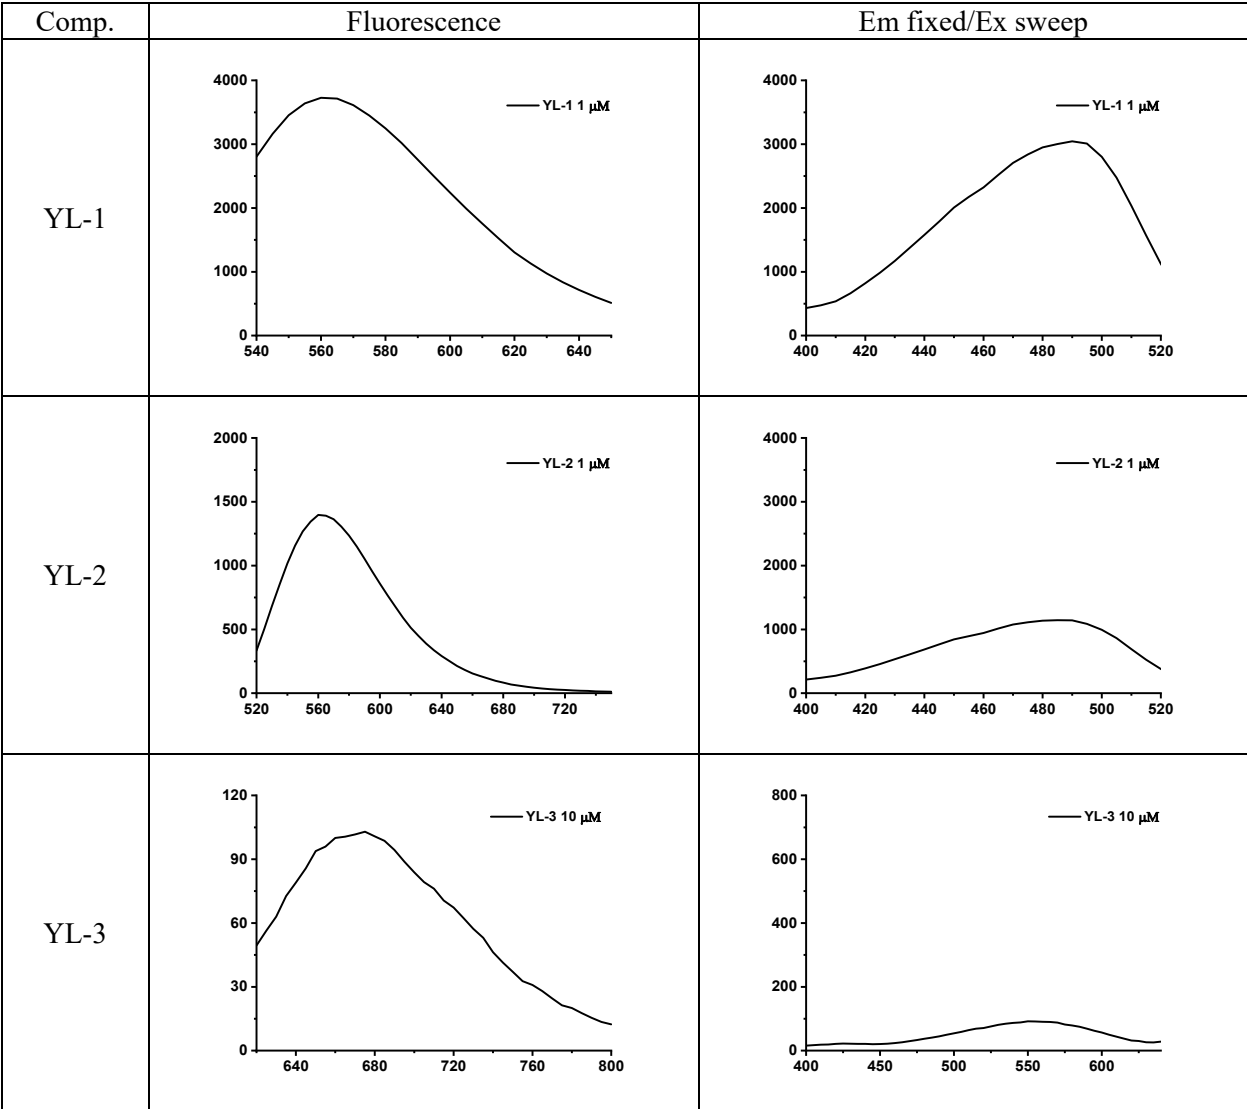 Comp. Fluorescence Em fixed/Ex sweep
YL-1
4000
3000
2000
1000
0
540 560 580 600 620 640
YL-1 1 μM
4000
3000
2000
1000
0
400 420 440 460 480 500 520
YL-1 1 μM
YL-2
2000
1500
1000
500
0
520 560 600 640 680 720
YL-2 1 μM
4000
3000
2000
1000
0
400 420 440 460 480 500 520
YL-2 1 μM
YL-3
120
90
60
30
0
640 680 720 760 800
YL-3 10 μM
800
600
400
200
0
400 450 500 550 600
YL-3 10 μM